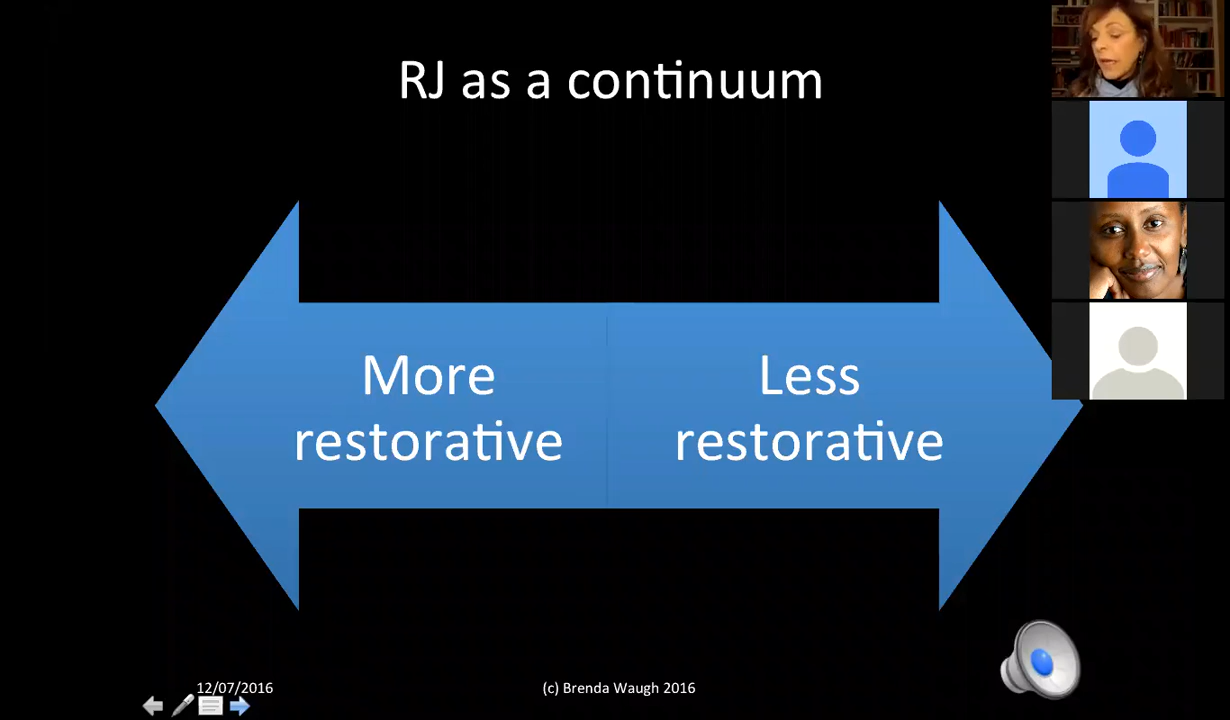 RJ as a continuum
More
restorative
Less
restorative
12/07/2016
(c) Brenda Waugh 2016